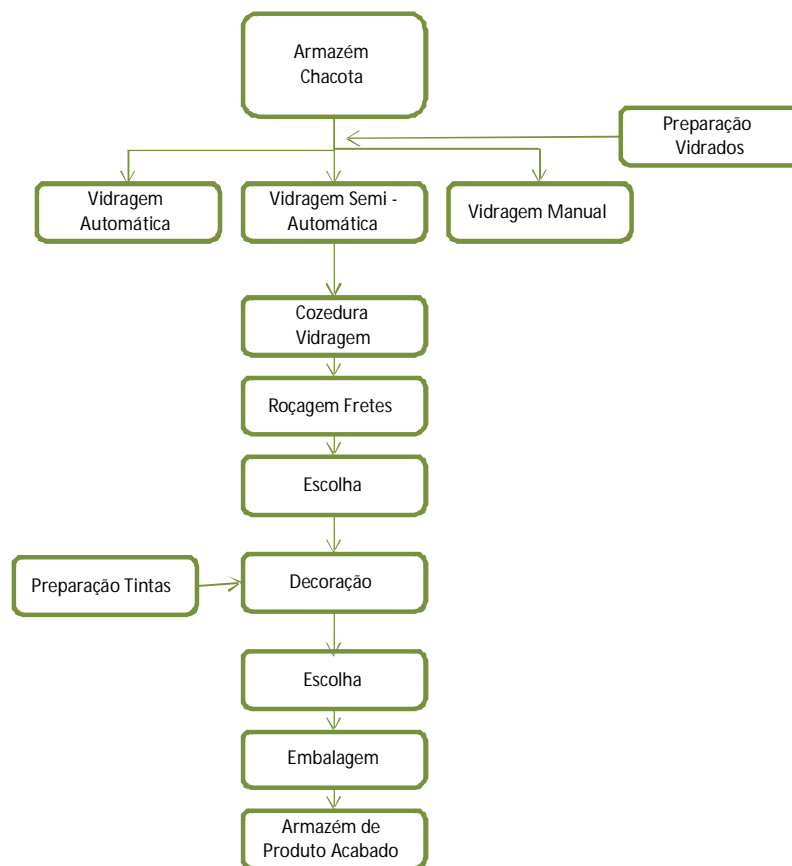 Armazém
Chacota
Preparação
Vidrados
Vidragem
Automática
Vidragem Semi -
Automática
Vidragem Manual
Cozedura
Vidragem
Roçagem Fretes
Escolha
Preparação Tintas
Decoração
Escolha
Embalagem
Armazém de
Produto Acabado